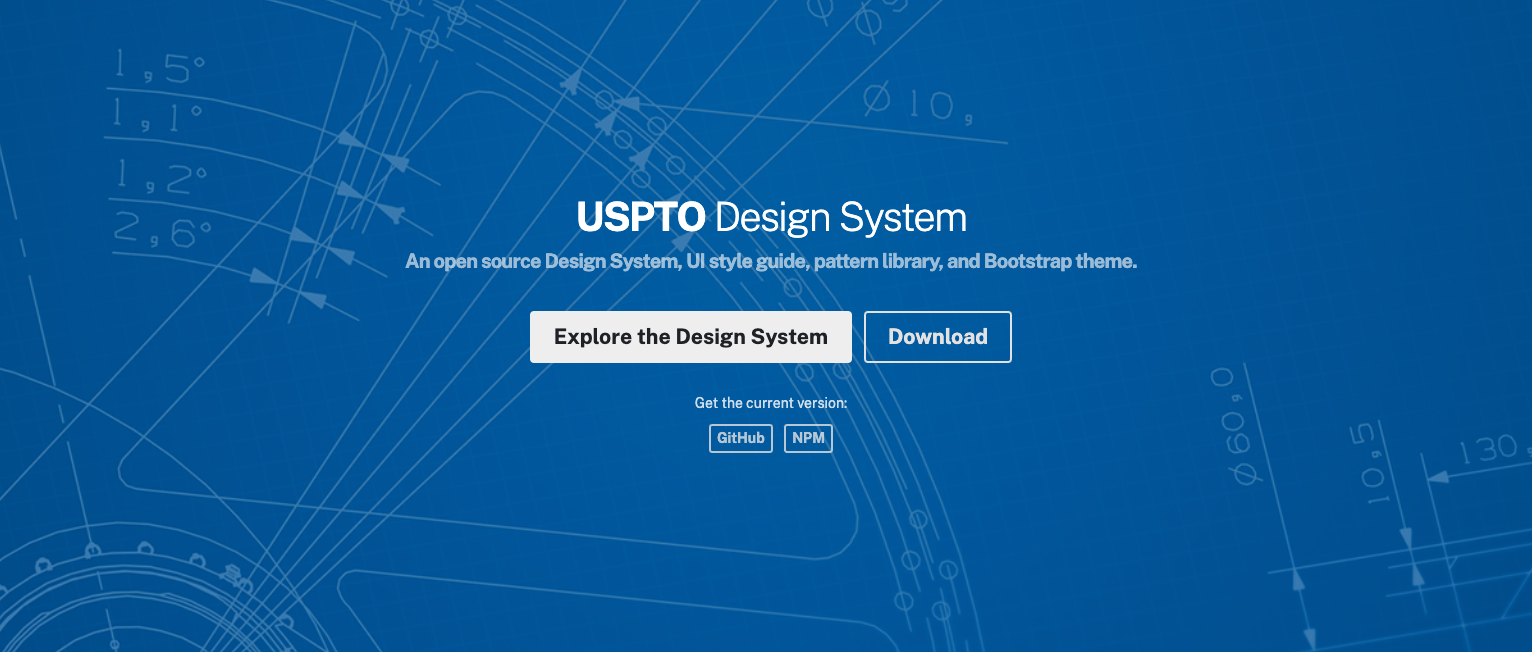 1,5°
1,1°
1,2°
2,6°
Ø 10,
USPTO Design System
An open source Design System, UI style guide, pattern library, and Bootstrap theme.
Explore the Design System
Download
Get the current version:
GitHub
NPM
Ø60,0
10,5
130